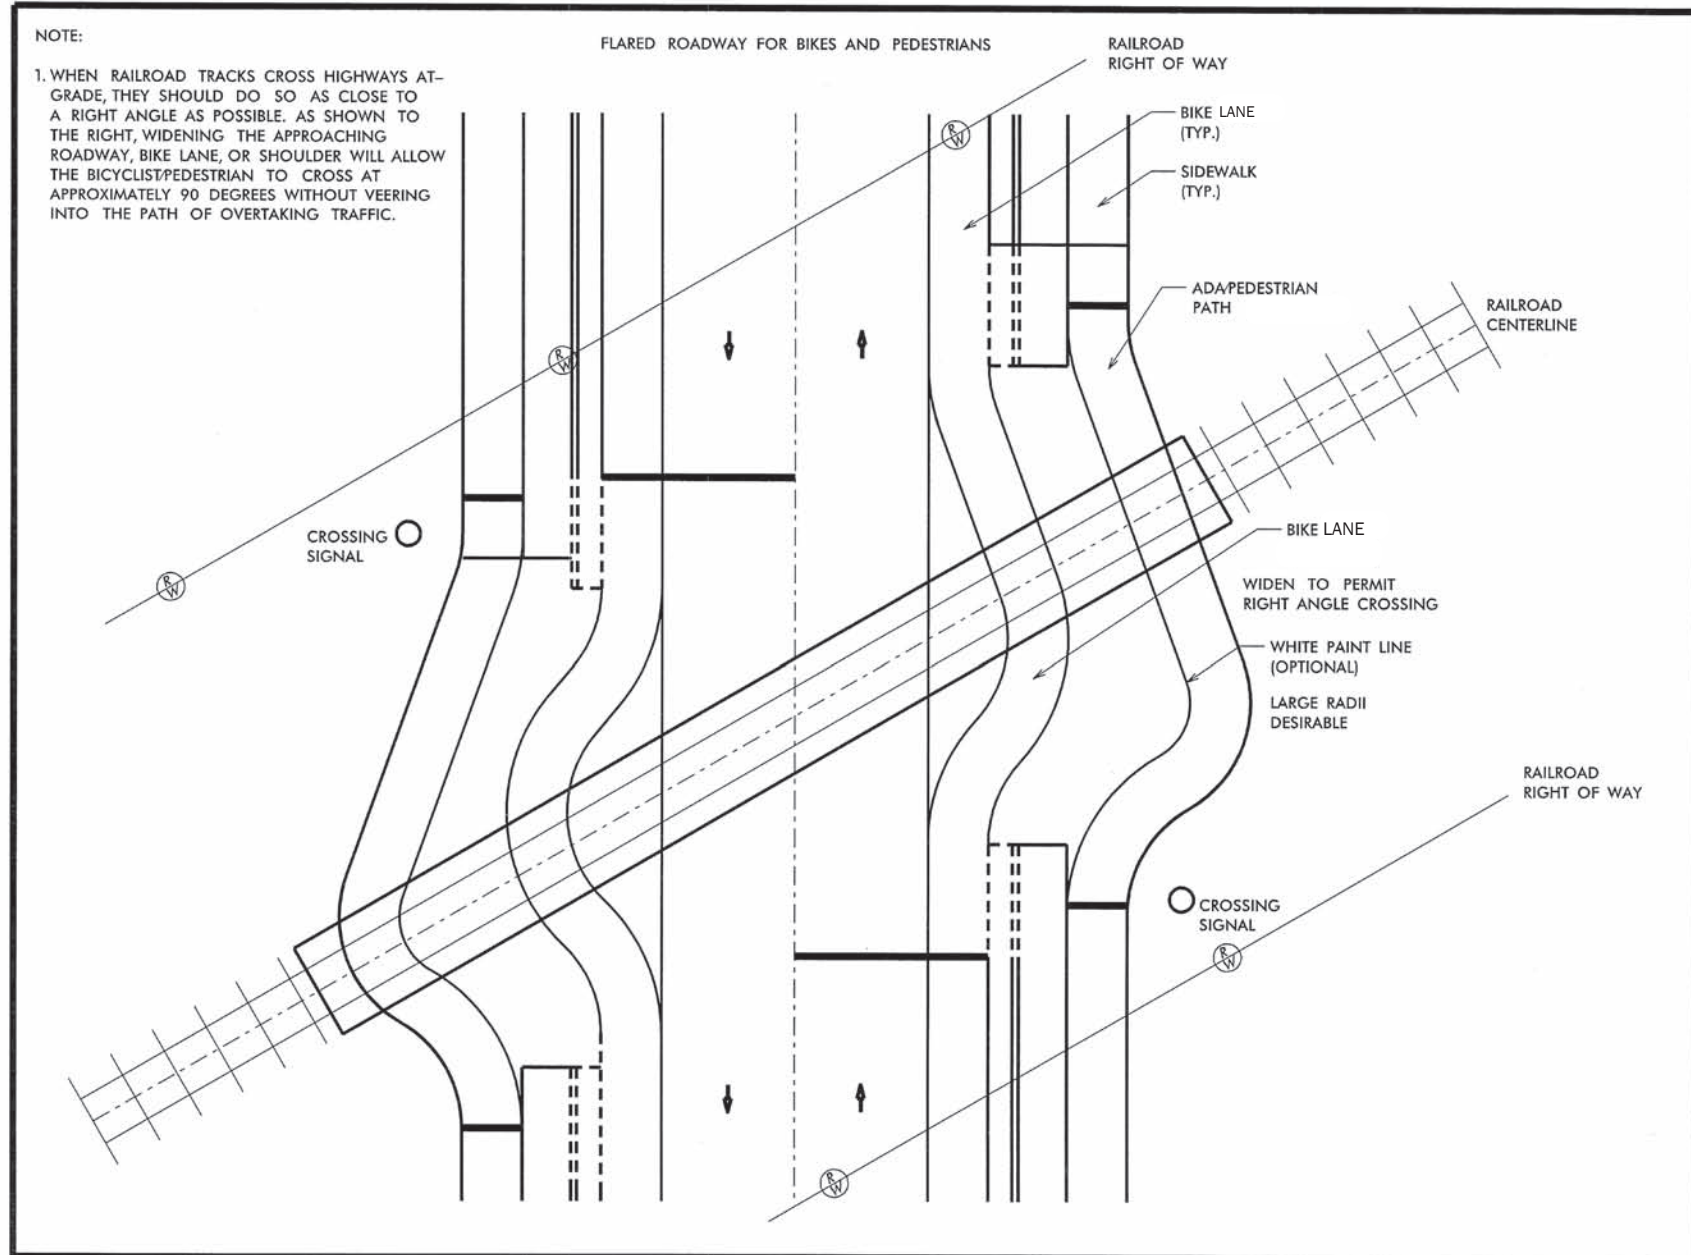 NOTE:
FLARED ROADWAY FOR BIKES AND PEDESTRIANS
1. WHEN RAILROAD TRACKS CROSS HIGHWAYS AT-
GRADE, THEY SHOULD DO SO AS CLOSE TO
A RIGHT ANGLE AS POSSIBLE. AS SHOWN TO
THE RIGHT, WIDENING THE APPROACHING
ROADWAY, BIKE LANE, OR SHOULDER WILL ALLOW
THE BICYCLIST/PEDESTRIAN TO CROSS AT
APPROXIMATELY 90 DEGREES WITHOUT VEERING
INTO THE PATH OF OVERTAKING TRAFFIC.
RAILROAD
RIGHT OF WAY
R/W
BIKE LANE
(TYP.)
SIDEWALK
(TYP.)
ADA/PEDESTRIAN
PATH
RAILROAD
CENTERLINE
R/W
CROSSING
SIGNAL
R/W
BIKE LANE
WIDEN TO PERMIT
RIGHT ANGLE CROSSING
WHITE PAINT LINE
(OPTIONAL)
LARGE RADII
DESIRABLE
RAILROAD
RIGHT OF WAY
CROSSING
SIGNAL
R/W
R/W